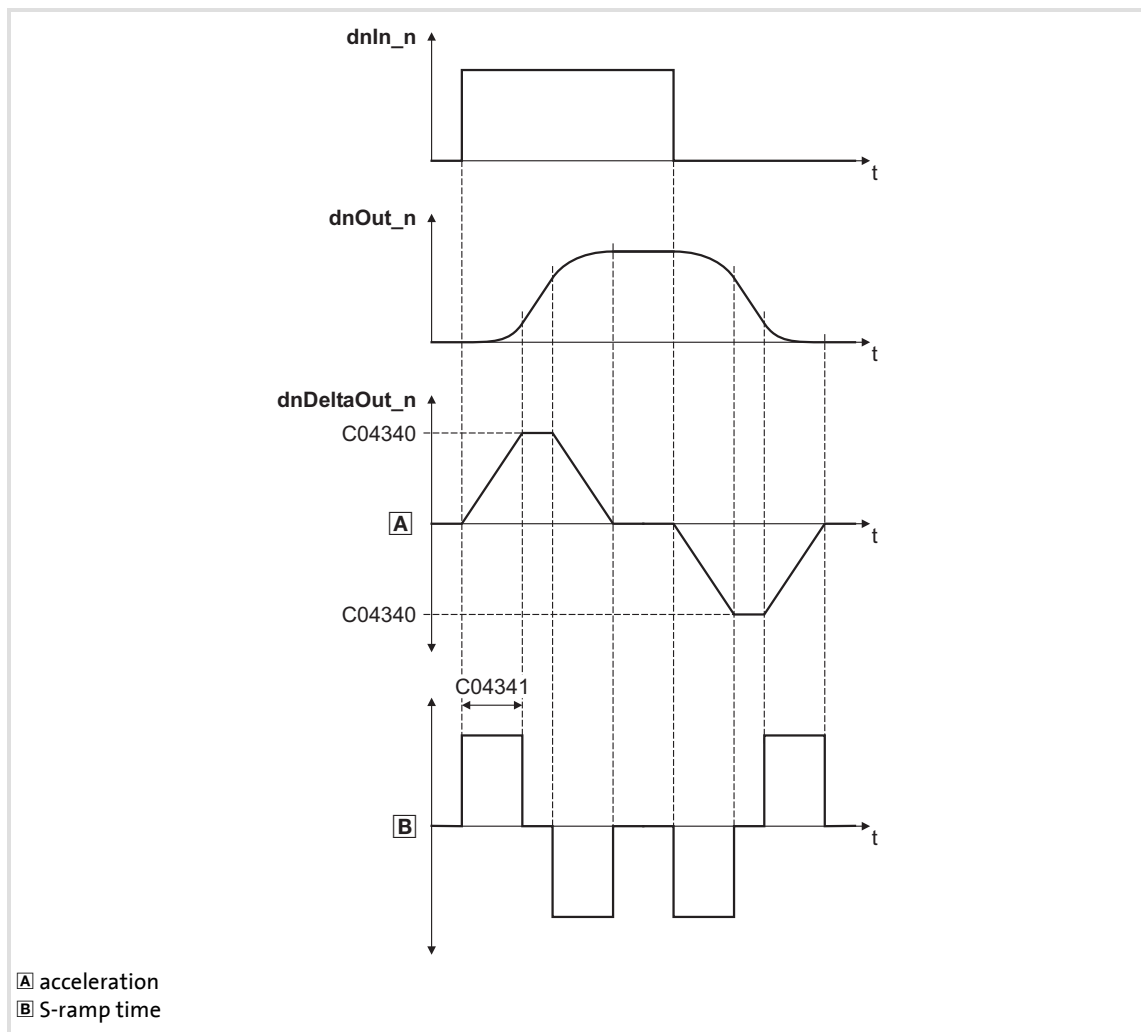 dnIn_n
t
dnOut_n
t
dnDeltaOut_n
C04340
A
t
C04340
C04341
B
t
A acceleration
B S-ramp time